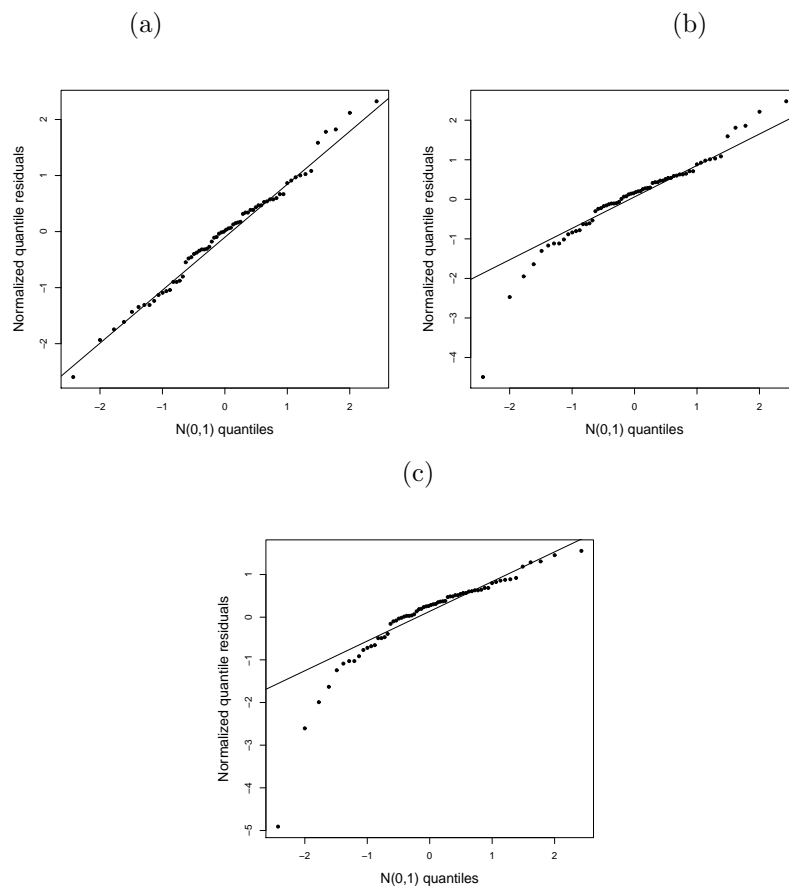 (a)
Normalized quantile residuals
2
1
0
−1
−2
−2 −1 0 1 2
N(0,1) quantiles
(b)
Normalized quantile residuals
2
1
0
−1
−2
−3
−4
−2 −1 0 1 2
N(0,1) quantiles
(c)
Normalized quantile residuals
1
0
−1
−2
−3
−4
−5
−2 −1 0 1 2
N(0,1) quantiles